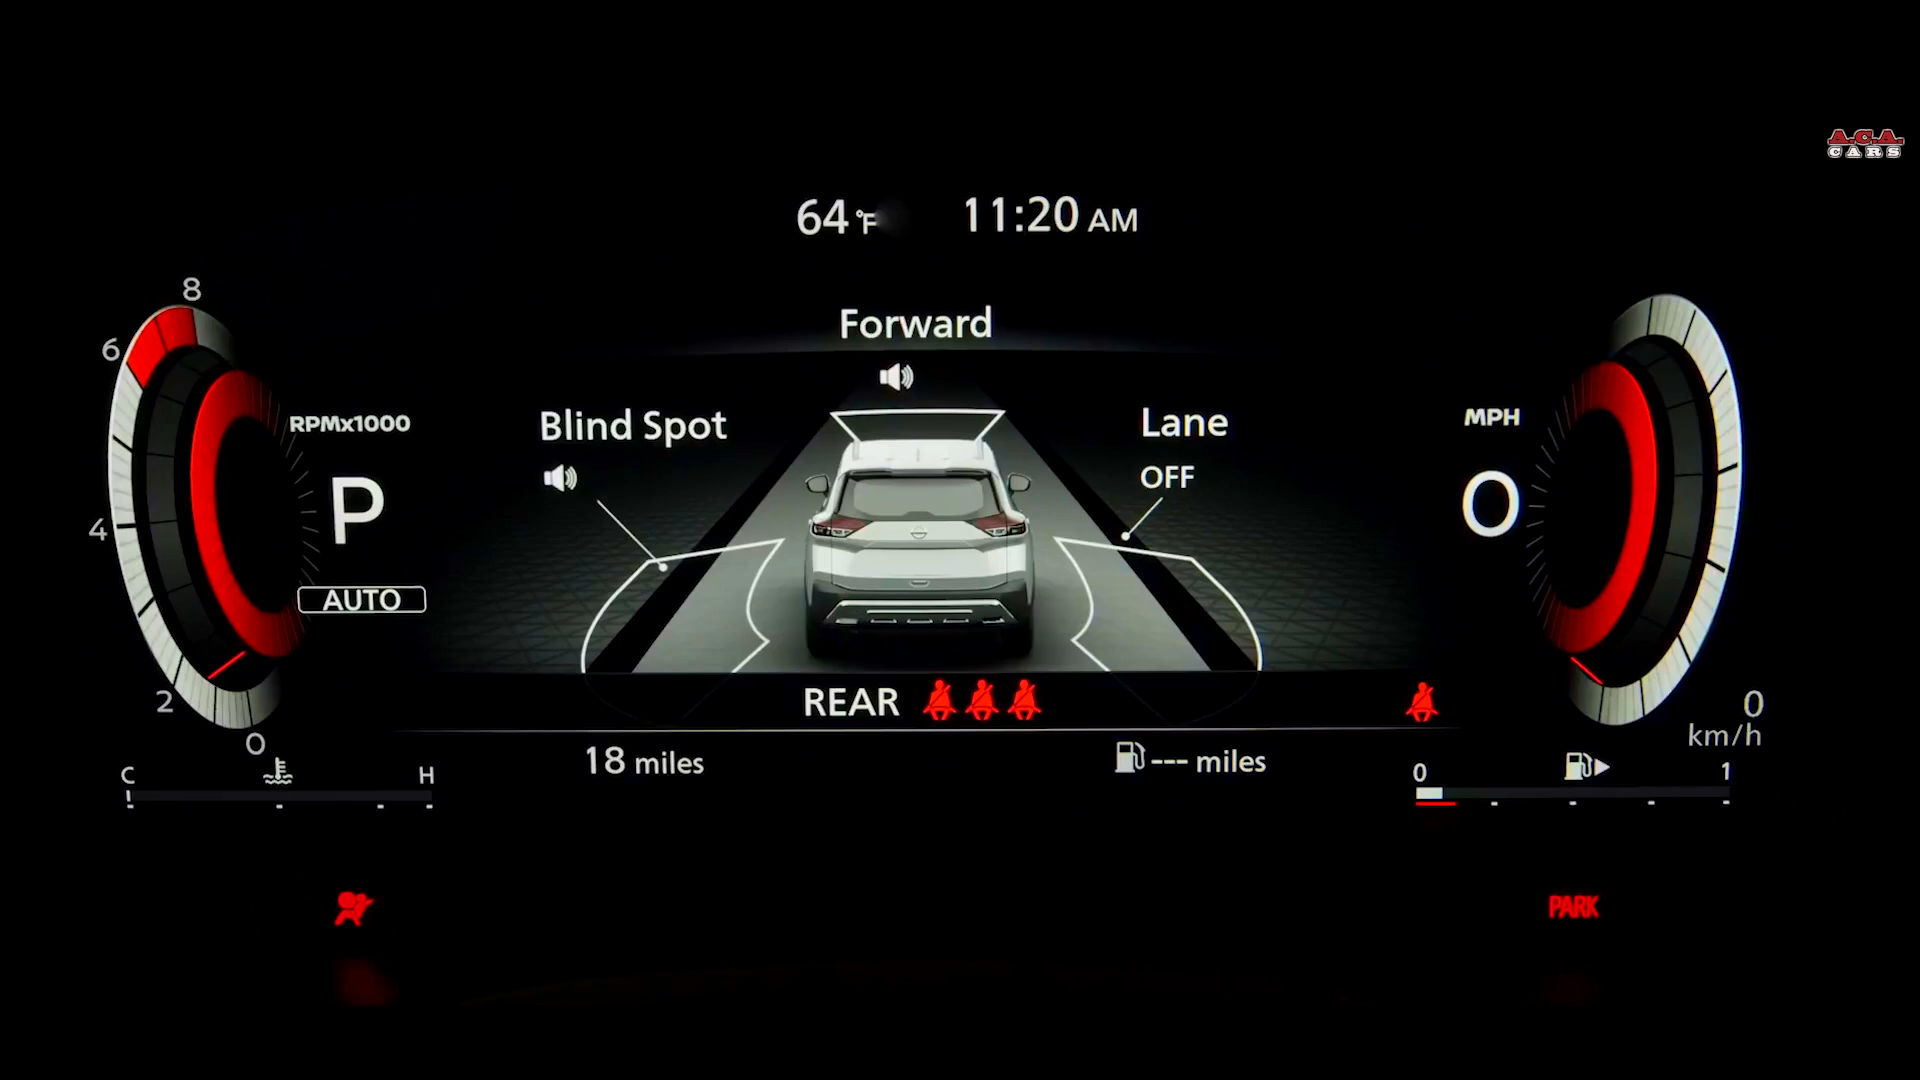 A.C.A.
CARS
64 °F 11:20 AM
8
Forward
6
RPMx1000
Blind Spot
Lane
OFF
MPH
P
0
4
AUTO
2
REAR
0
km/h
0
18 miles
--- miles
C
H
0
1
PARK